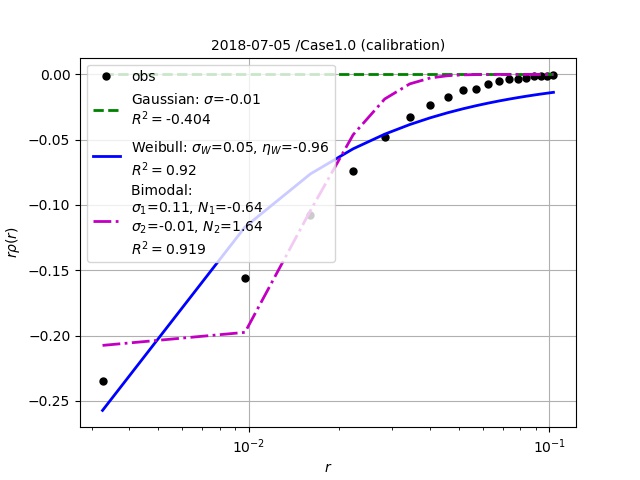 2018-07-05 /Case1.0 (calibration)
0.00
−0.05
−0.10
−0.15
−0.20
−0.25
rρ(r)
obs
Gaussian: σ=-0.01
R² = -0.404
Weibull: σ_W=0.05, η_W=-0.96
R² = 0.92
Bimodal:
σ₁=0.11, N₁=-0.64
σ₂=-0.01, N₂=1.64
R² = 0.919
10⁻²
10⁻¹
r